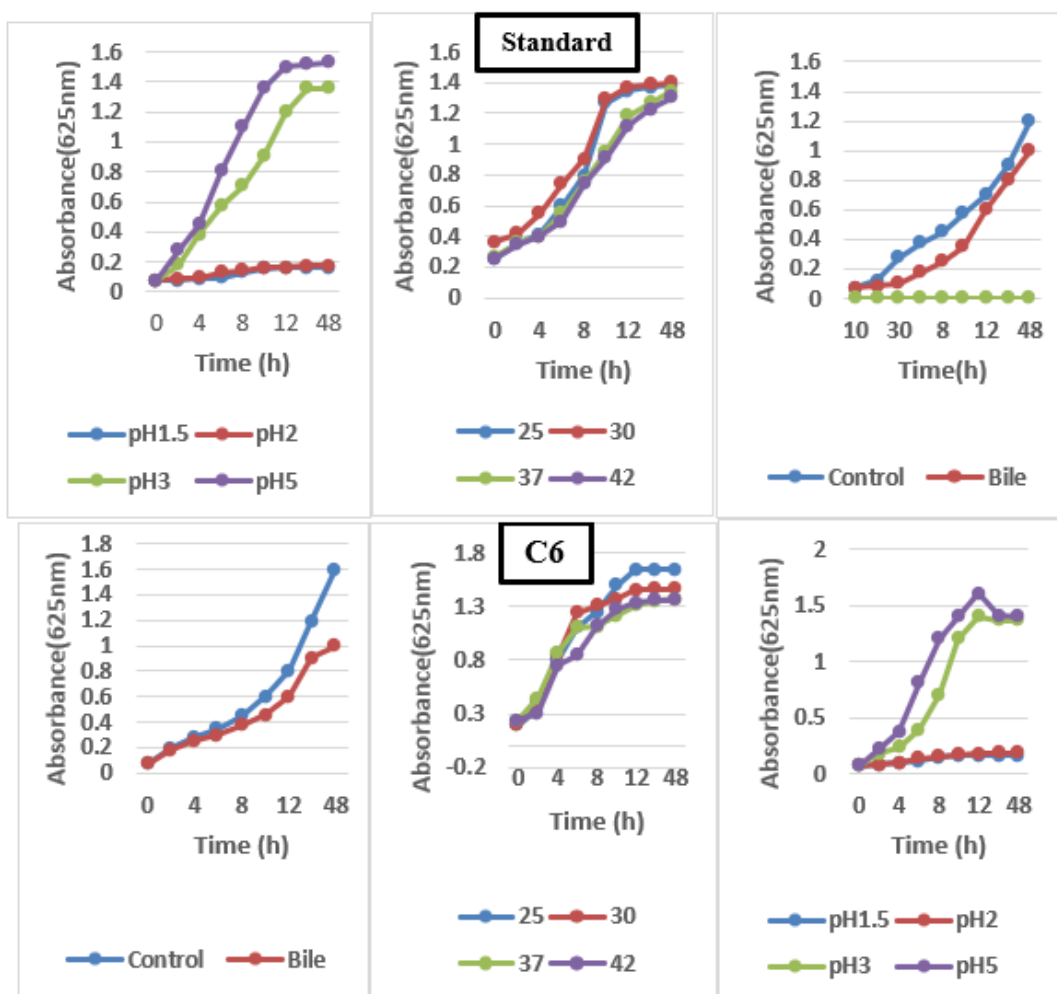 Standard
Absorbance(625nm)
1.6
1.4
1.2
1
0.8
0.6
0.4
0.2
0
0 4 8 12 48
Time (h)
pH1.5 pH2
pH3 pH5
Absorbance(625nm)
1.6
1.4
1.2
1
0.8
0.6
0.4
0.2
0
0 4 8 12 48
Time (h)
25 30
37 42
Absorbance(625nm)
1.6
1.4
1.2
1
0.8
0.6
0.4
0.2
0
10 30 8 12 48
Time(h)
Control Bile
C6
Absorbance(625nm)
1.8
1.6
1.4
1.2
1
0.8
0.6
0.4
0.2
0
0 4 8 12 48
Time (h)
Control Bile
Absorbance(625nm)
1.8
1.3
0.8
0.3
-0.2
0 4 8 12 48
Time (h)
25 30
37 42
Absorbance(625nm)
2
1.5
1
0.5
0
0 4 8 12 48
Time (h)
pH1.5 pH2
pH3 pH5